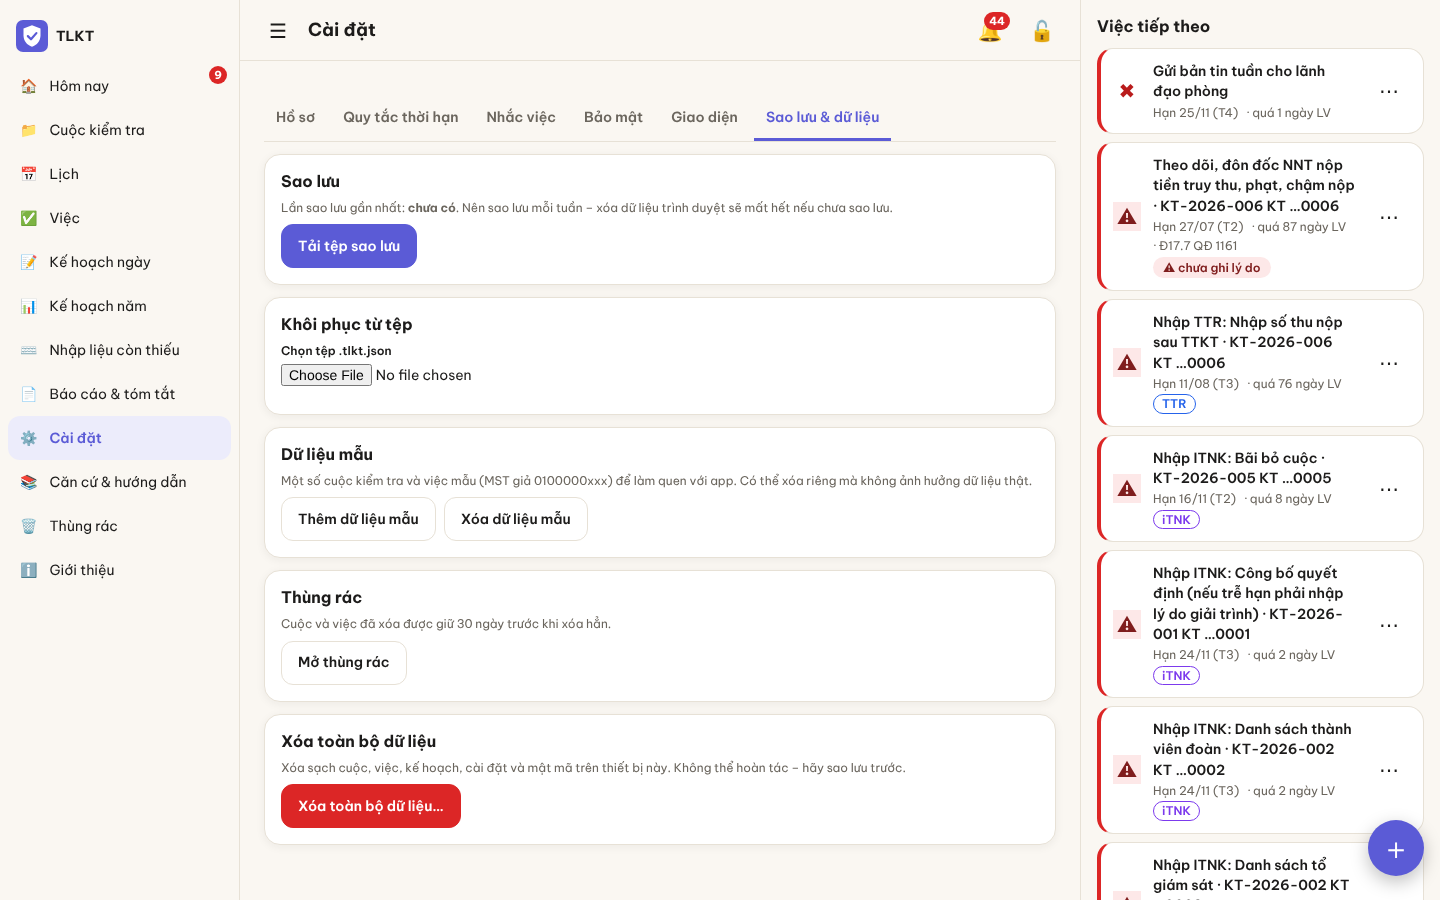 TLKT
Hôm nay
9
Cuộc kiểm tra
Lịch
Việc
Kế hoạch ngày
Kế hoạch năm
Nhập liệu còn thiếu
Báo cáo & tóm tắt
Cài đặt
Căn cứ & hướng dẫn
Thùng rác
Giới thiệu
Cài đặt
44
Hồ sơ
Quy tắc thời hạn
Nhắc việc
Bảo mật
Giao diện
Sao lưu & dữ liệu
Sao lưu
Lần sao lưu gần nhất: chưa có. Nên sao lưu mỗi tuần – xóa dữ liệu trình duyệt sẽ mất hết nếu chưa sao lưu.
Tải tệp sao lưu
Khôi phục từ tệp
Chọn tệp .tlkt.json
Choose File No file chosen
Dữ liệu mẫu
Một số cuộc kiểm tra và việc mẫu (MST giả 0100000xxx) để làm quen với app. Có thể xóa riêng mà không ảnh hưởng dữ liệu thật.
Thêm dữ liệu mẫu
Xóa dữ liệu mẫu
Thùng rác
Cuộc và việc đã xóa được giữ 30 ngày trước khi xóa hẳn.
Mở thùng rác
Xóa toàn bộ dữ liệu
Xóa sạch cuộc, việc, kế hoạch, cài đặt và mật mã trên thiết bị này. Không thể hoàn tác – hãy sao lưu trước.
Xóa toàn bộ dữ liệu...
Việc tiếp theo
Gửi bản tin tuần cho lãnh
đạo phòng
Hạn 25/11 (T4) · quá 1 ngày LV
Theo dõi, đôn đốc NNT nộp
tiền truy thu, phạt, chậm nộp
· KT-2026-006 KT ...0006
Hạn 27/07 (T2) · quá 87 ngày LV
· Đ17.7 QĐ 1161
⚠ chưa ghi lý do
Nhập TTR: Nhập số thu nộp
sau TTKT · KT-2026-006
KT ...0006
Hạn 11/08 (T3) · quá 76 ngày LV
TTR
Nhập ITNK: Bãi bỏ cuộc ·
KT-2026-005 KT ...0005
Hạn 16/11 (T2) · quá 8 ngày LV
iTNK
Nhập ITNK: Công bố quyết
định (nếu trễ hạn phải nhập
lý do giải trình) · KT-2026-
001 KT ...0001
Hạn 24/11 (T3) · quá 2 ngày LV
iTNK
Nhập ITNK: Danh sách thành
viên đoàn · KT-2026-002
KT ...0002
Hạn 24/11 (T3) · quá 2 ngày LV
iTNK
Nhập ITNK: Danh sách tổ
giám sát · KT-2026-002 KT